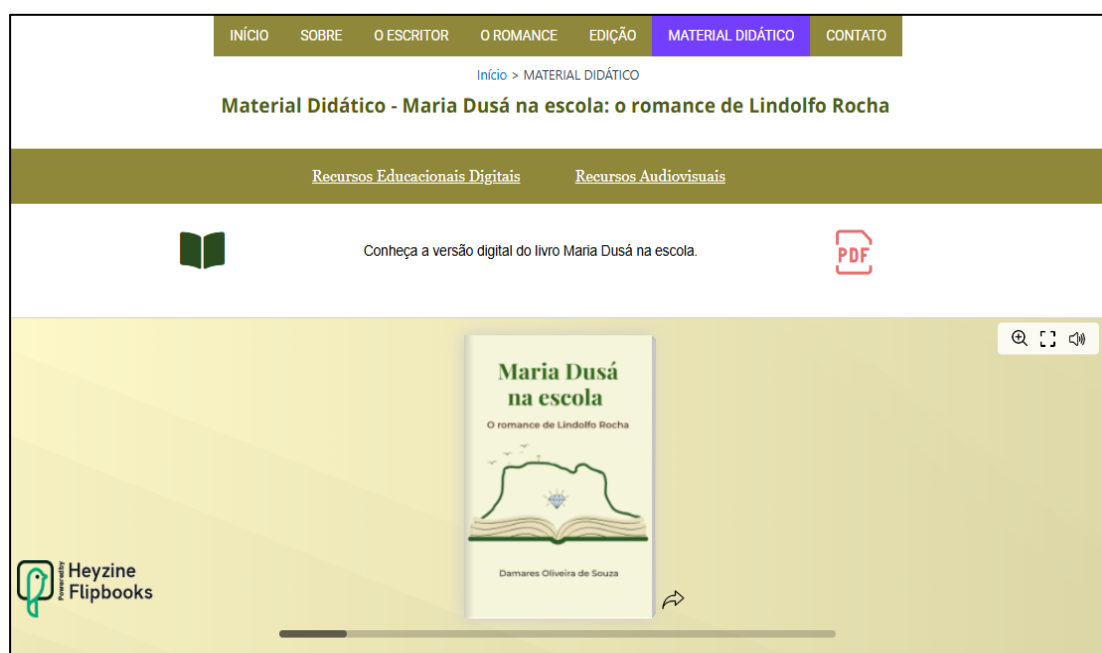 INÍCIO SOBRE O ESCRITOR O ROMANCE EDIÇÃO MATERIAL DIDÁTICO CONTATO
Início > MATERIAL DIDÁTICO
Material Didático - Maria Dusá na escola: o romance de Lindolfo Rocha
Recursos Educacionais Digitais Recursos Audiovisuais
Conheça a versão digital do livro Maria Dusá na escola.
PDF
Maria Dusá
na escola
O romance de Lindolfo Rocha
Damares Oliveira de Souza
Powered by
Heyzine
Flipbooks